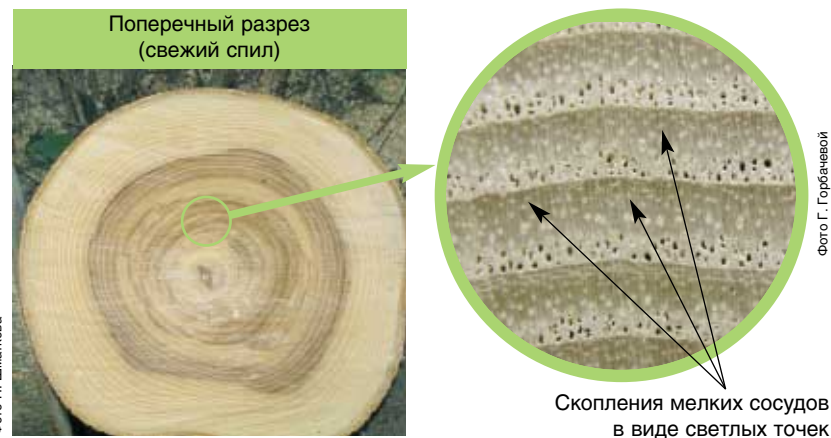 Поперечный разрез
(свежий спил)
Фото Г. Горбачевой
Скопления мелких сосудов
в виде светлых точек